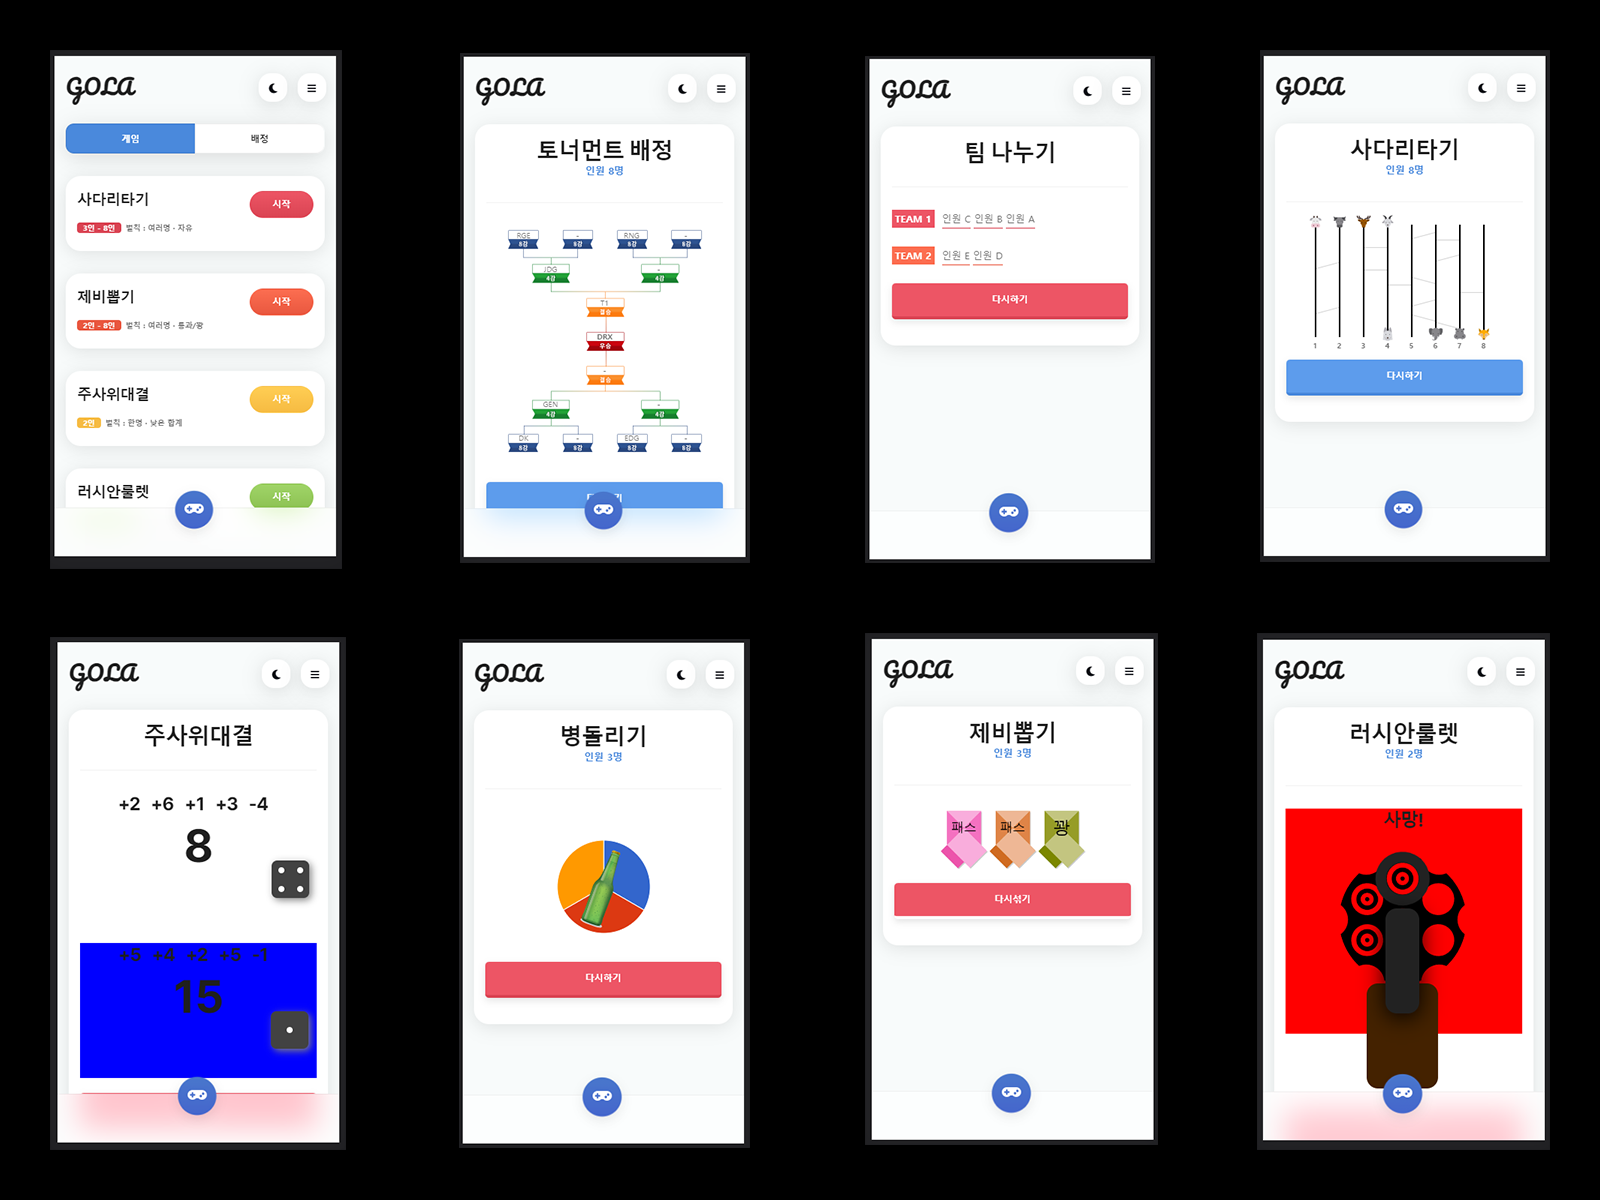 GOLA
게임 배정
사다리타기 시작
3인 - 8인 벌칙 : 여러명 - 자유
제비뽑기 시작
2인 - 8인 벌칙 : 여러명 - 통과/꽝
주사위대결 시작
2인 벌칙 : 한명 - 낮은 합계
러시안룰렛 시작
GOLA
토너먼트 배정
인원 8명
RGE - RNG -
8강 8강 8강 8강
JDG -
4강 4강
T1
결승
DRX
우승
-
결승
GEN -
4강 4강
DK - EDG -
8강 8강 8강 8강
GOLA
팀 나누기
TEAM 1 인원 C 인원 B 인원 A
TEAM 2 인원 E 인원 D
다시하기
GOLA
사다리타기
인원 8명
1 2 3 4 5 6 7 8
다시하기
GOLA
주사위대결
+2 +6 +1 +3 -4
8
+5 +4 +2 +5 -1
15
GOLA
병돌리기
인원 3명
다시하기
GOLA
제비뽑기
인원 3명
패스 패스 꽝
다시섞기
GOLA
러시안룰렛
인원 2명
사망!